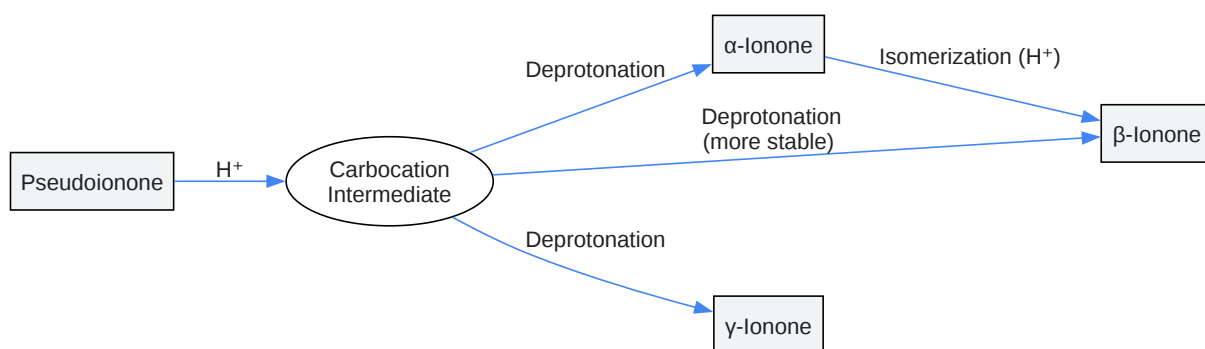 Pseudoionone
H⁺
Carbocation
Intermediate
Deprotonation
α-Ionone
Isomerization (H⁺)
Deprotonation
(more stable)
β-Ionone
Deprotonation
γ-Ionone